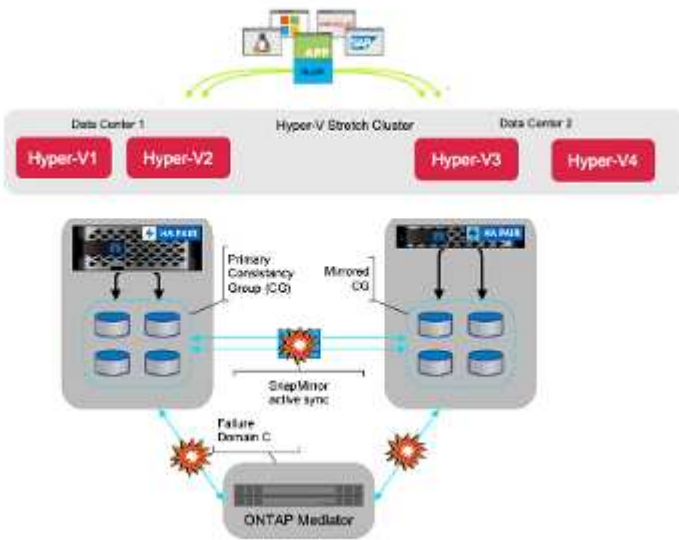 APP
SAP
Data Center 1
Hyper-V Stretch Cluster
Data Center 2
Hyper-V1
Hyper-V2
Hyper-V3
Hyper-V4
HA PAIR
HA PAIR
Primary
Consistency
Group (CG)
Mirrored
CG
SnapMirror
active sync
Failure
Domain C
ONTAP Mediator